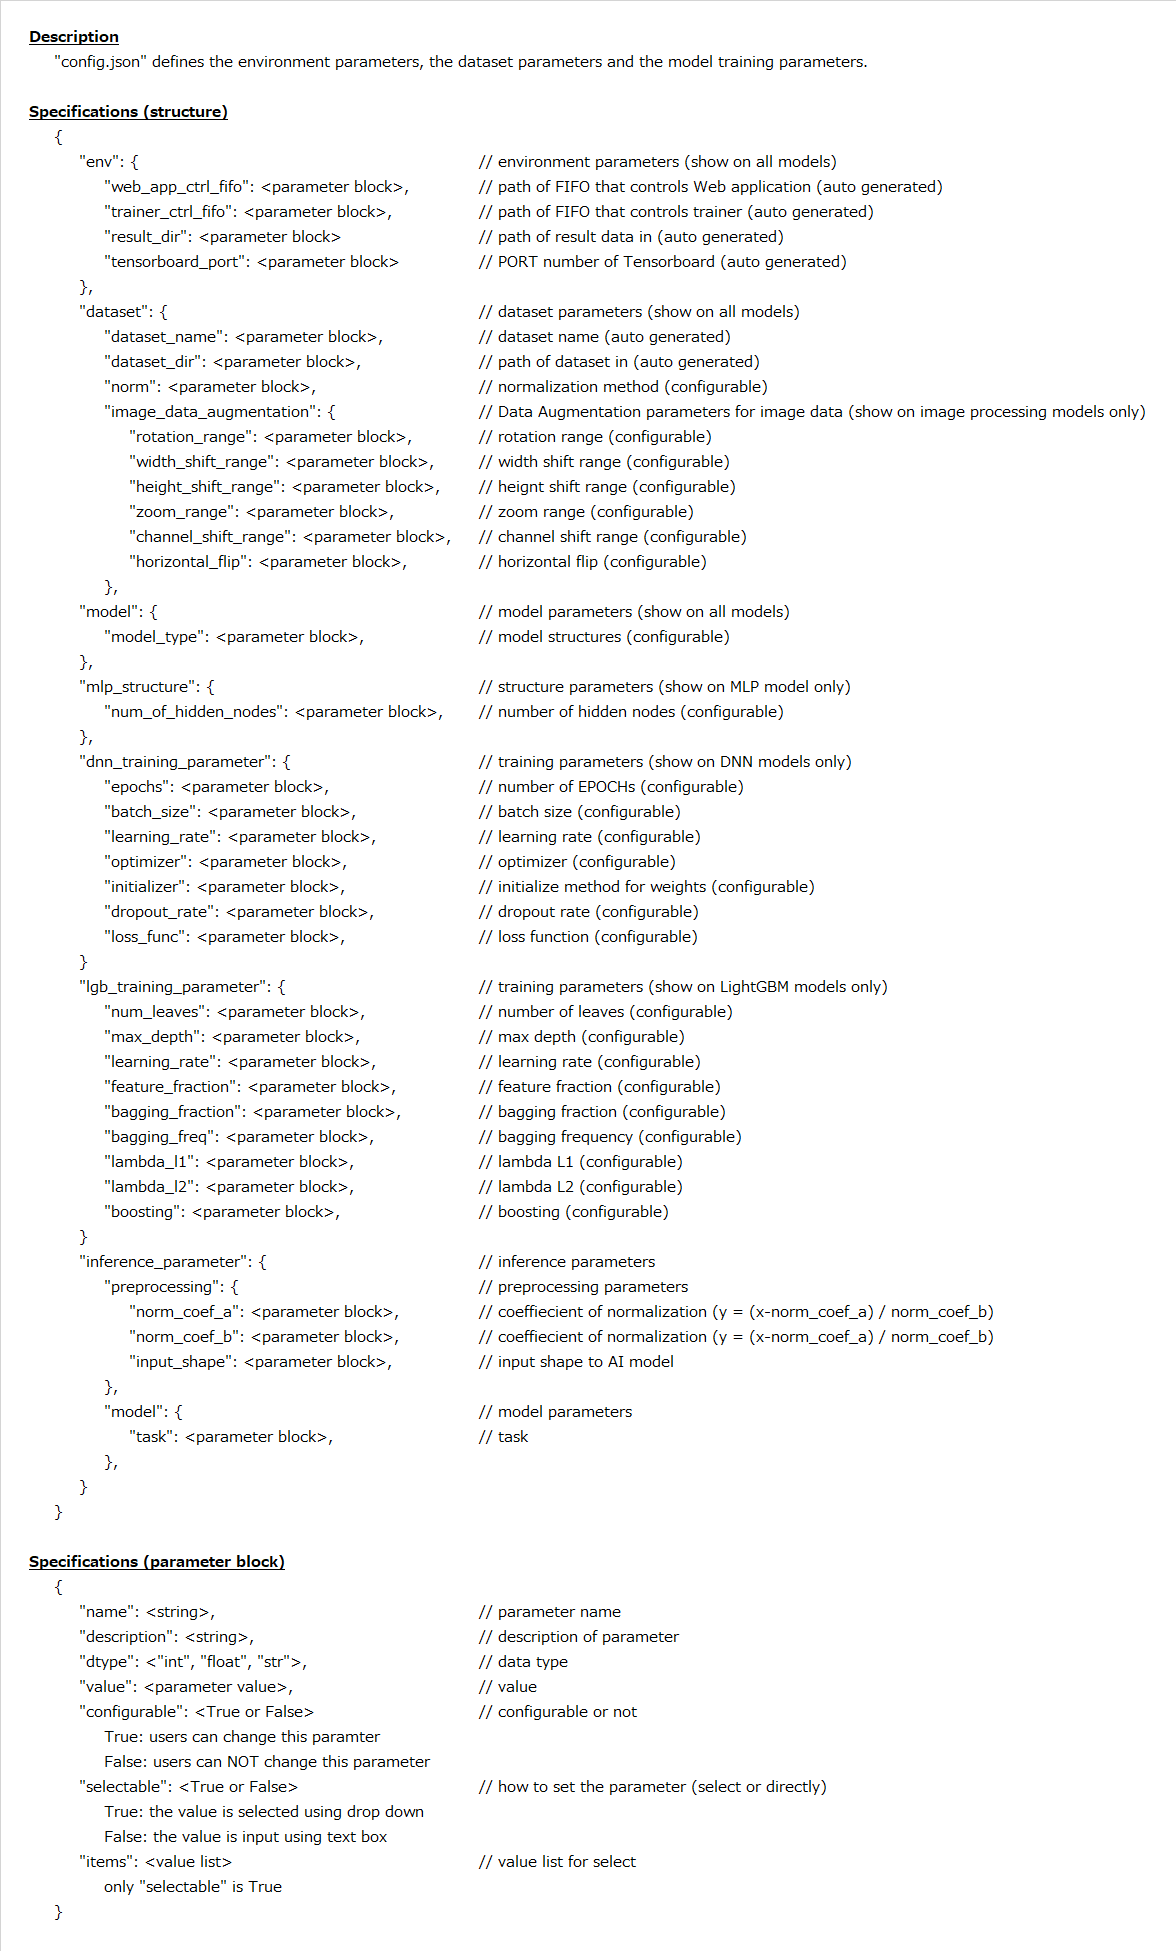 Description
"config.json" defines the environment parameters, the dataset parameters and the model training parameters.
Specifications (structure)
{
"env": { // environment parameters (show on all models)
"web_app_ctrl_fifo": <parameter block>, // path of FIFO that controls Web application (auto generated)
"trainer_ctrl_fifo": <parameter block>, // path of FIFO that controls trainer (auto generated)
"result_dir": <parameter block> // path of result data in (auto generated)
"tensorboard_port": <parameter block> // PORT number of Tensorboard (auto generated)
},
"dataset": { // dataset parameters (show on all models)
"dataset_name": <parameter block>, // dataset name (auto generated)
"dataset_dir": <parameter block>, // path of dataset in (auto generated)
"norm": <parameter block>, // normalization method (configurable)
"image_data_augmentation": { // Data Augmentation parameters for image data (show on image processing models only)
"rotation_range": <parameter block>, // rotation range (configurable)
"width_shift_range": <parameter block>, // width shift range (configurable)
"height_shift_range": <parameter block>, // heignt shift range (configurable)
"zoom_range": <parameter block>, // zoom range (configurable)
"channel_shift_range": <parameter block>, // channel shift range (configurable)
"horizontal_flip": <parameter block>, // horizontal flip (configurable)
},
"model": { // model parameters (show on all models)
"model_type": <parameter block>, // model structures (configurable)
},
"mlp_structure": { // structure parameters (show on MLP model only)
"num_of_hidden_nodes": <parameter block>, // number of hidden nodes (configurable)
},
"dnn_training_parameter": { // training parameters (show on DNN models only)
"epochs": <parameter block>, // number of EPOCHs (configurable)
"batch_size": <parameter block>, // batch size (configurable)
"learning_rate": <parameter block>, // learning rate (configurable)
"optimizer": <parameter block>, // optimizer (configurable)
"initializer": <parameter block>, // initialize method for weights (configurable)
"dropout_rate": <parameter block>, // dropout rate (configurable)
"loss_func": <parameter block>, // loss function (configurable)
}
"lgb_training_parameter": { // training parameters (show on LightGBM models only)
"num_leaves": <parameter block>, // number of leaves (configurable)
"max_depth": <parameter block>, // max depth (configurable)
"learning_rate": <parameter block>, // learning rate (configurable)
"feature_fraction": <parameter block>, // feature fraction (configurable)
"bagging_fraction": <parameter block>, // bagging fraction (configurable)
"bagging_freq": <parameter block>, // bagging frequency (configurable)
"lambda_l1": <parameter block>, // lambda L1 (configurable)
"lambda_l2": <parameter block>, // lambda L2 (configurable)
"boosting": <parameter block>, // boosting (configurable)
}
"inference_parameter": { // inference parameters
"preprocessing": { // preprocessing parameters
"norm_coef_a": <parameter block>, // coeffiecient of normalization (y = (x-norm_coef_a) / norm_coef_b)
"norm_coef_b": <parameter block>, // coeffiecient of normalization (y = (x-norm_coef_a) / norm_coef_b)
"input_shape": <parameter block>, // input shape to AI model
},
"model": { // model parameters
"task": <parameter block>, // task
},
}
}
Specifications (parameter block)
{
"name": <string>, // parameter name
"description": <string>, // description of parameter
"dtype": <"int", "float", "str">, // data type
"value": <parameter value>, // value
"configurable": <True or False> // configurable or not
True: users can change this paramter
False: users can NOT change this parameter
"selectable": <True or False> // how to set the parameter (select or directly)
True: the value is selected using drop down
False: the value is input using text box
"items": <value list> // value list for select
only "selectable" is True
}